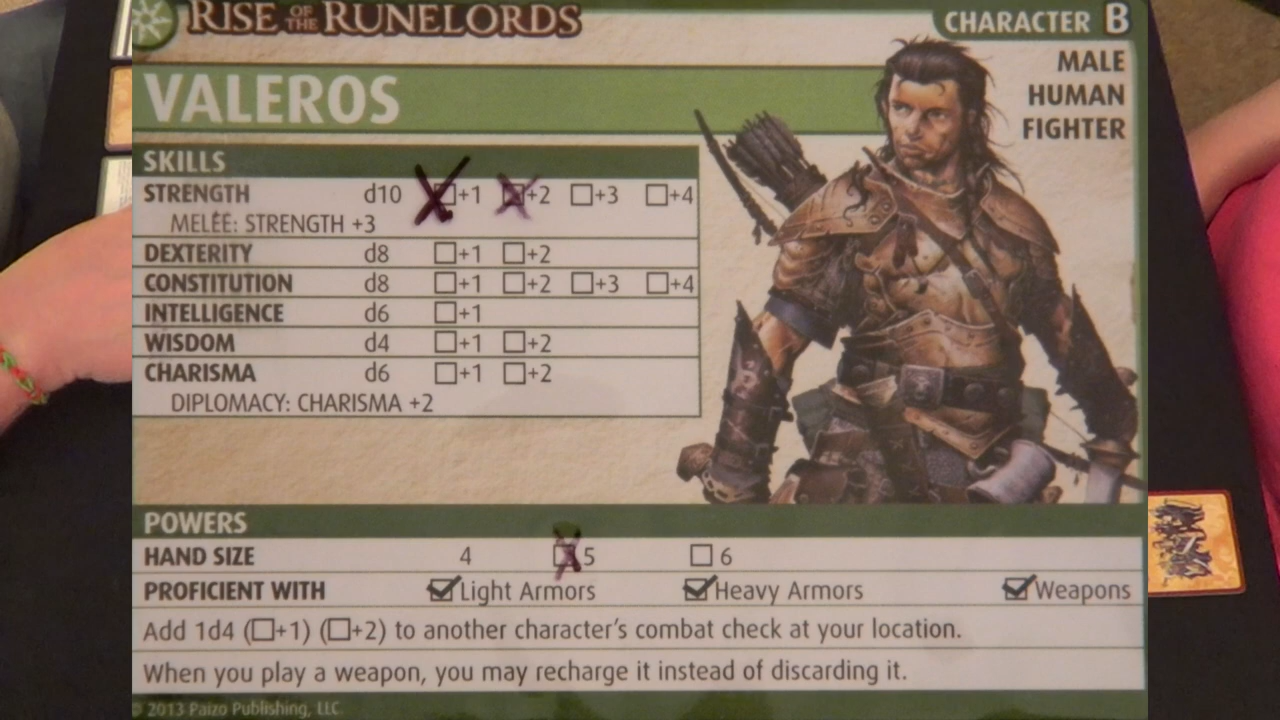 RISE OF THE RUNELORDS
CHARACTER B
VALEROS
MALE
HUMAN
FIGHTER
SKILLS
STRENGTH d10 ☒+1 ☒+2 ☐+3 ☐+4
MELEE: STRENGTH +3
DEXTERITY d8 ☐+1 ☐+2
CONSTITUTION d8 ☐+1 ☐+2 ☐+3 ☐+4
INTELLIGENCE d6 ☐+1
WISDOM d4 ☐+1 ☐+2
CHARISMA d6 ☐+1 ☐+2
DIPLOMACY: CHARISMA +2
POWERS
HAND SIZE 4 ☒ 5 ☐ 6
PROFICIENT WITH ☑ Light Armors ☑ Heavy Armors ☑ Weapons
Add 1d4 (☐+1) (☐+2) to another character's combat check at your location.
When you play a weapon, you may recharge it instead of discarding it.
© 2013 Paizo Publishing, LLC